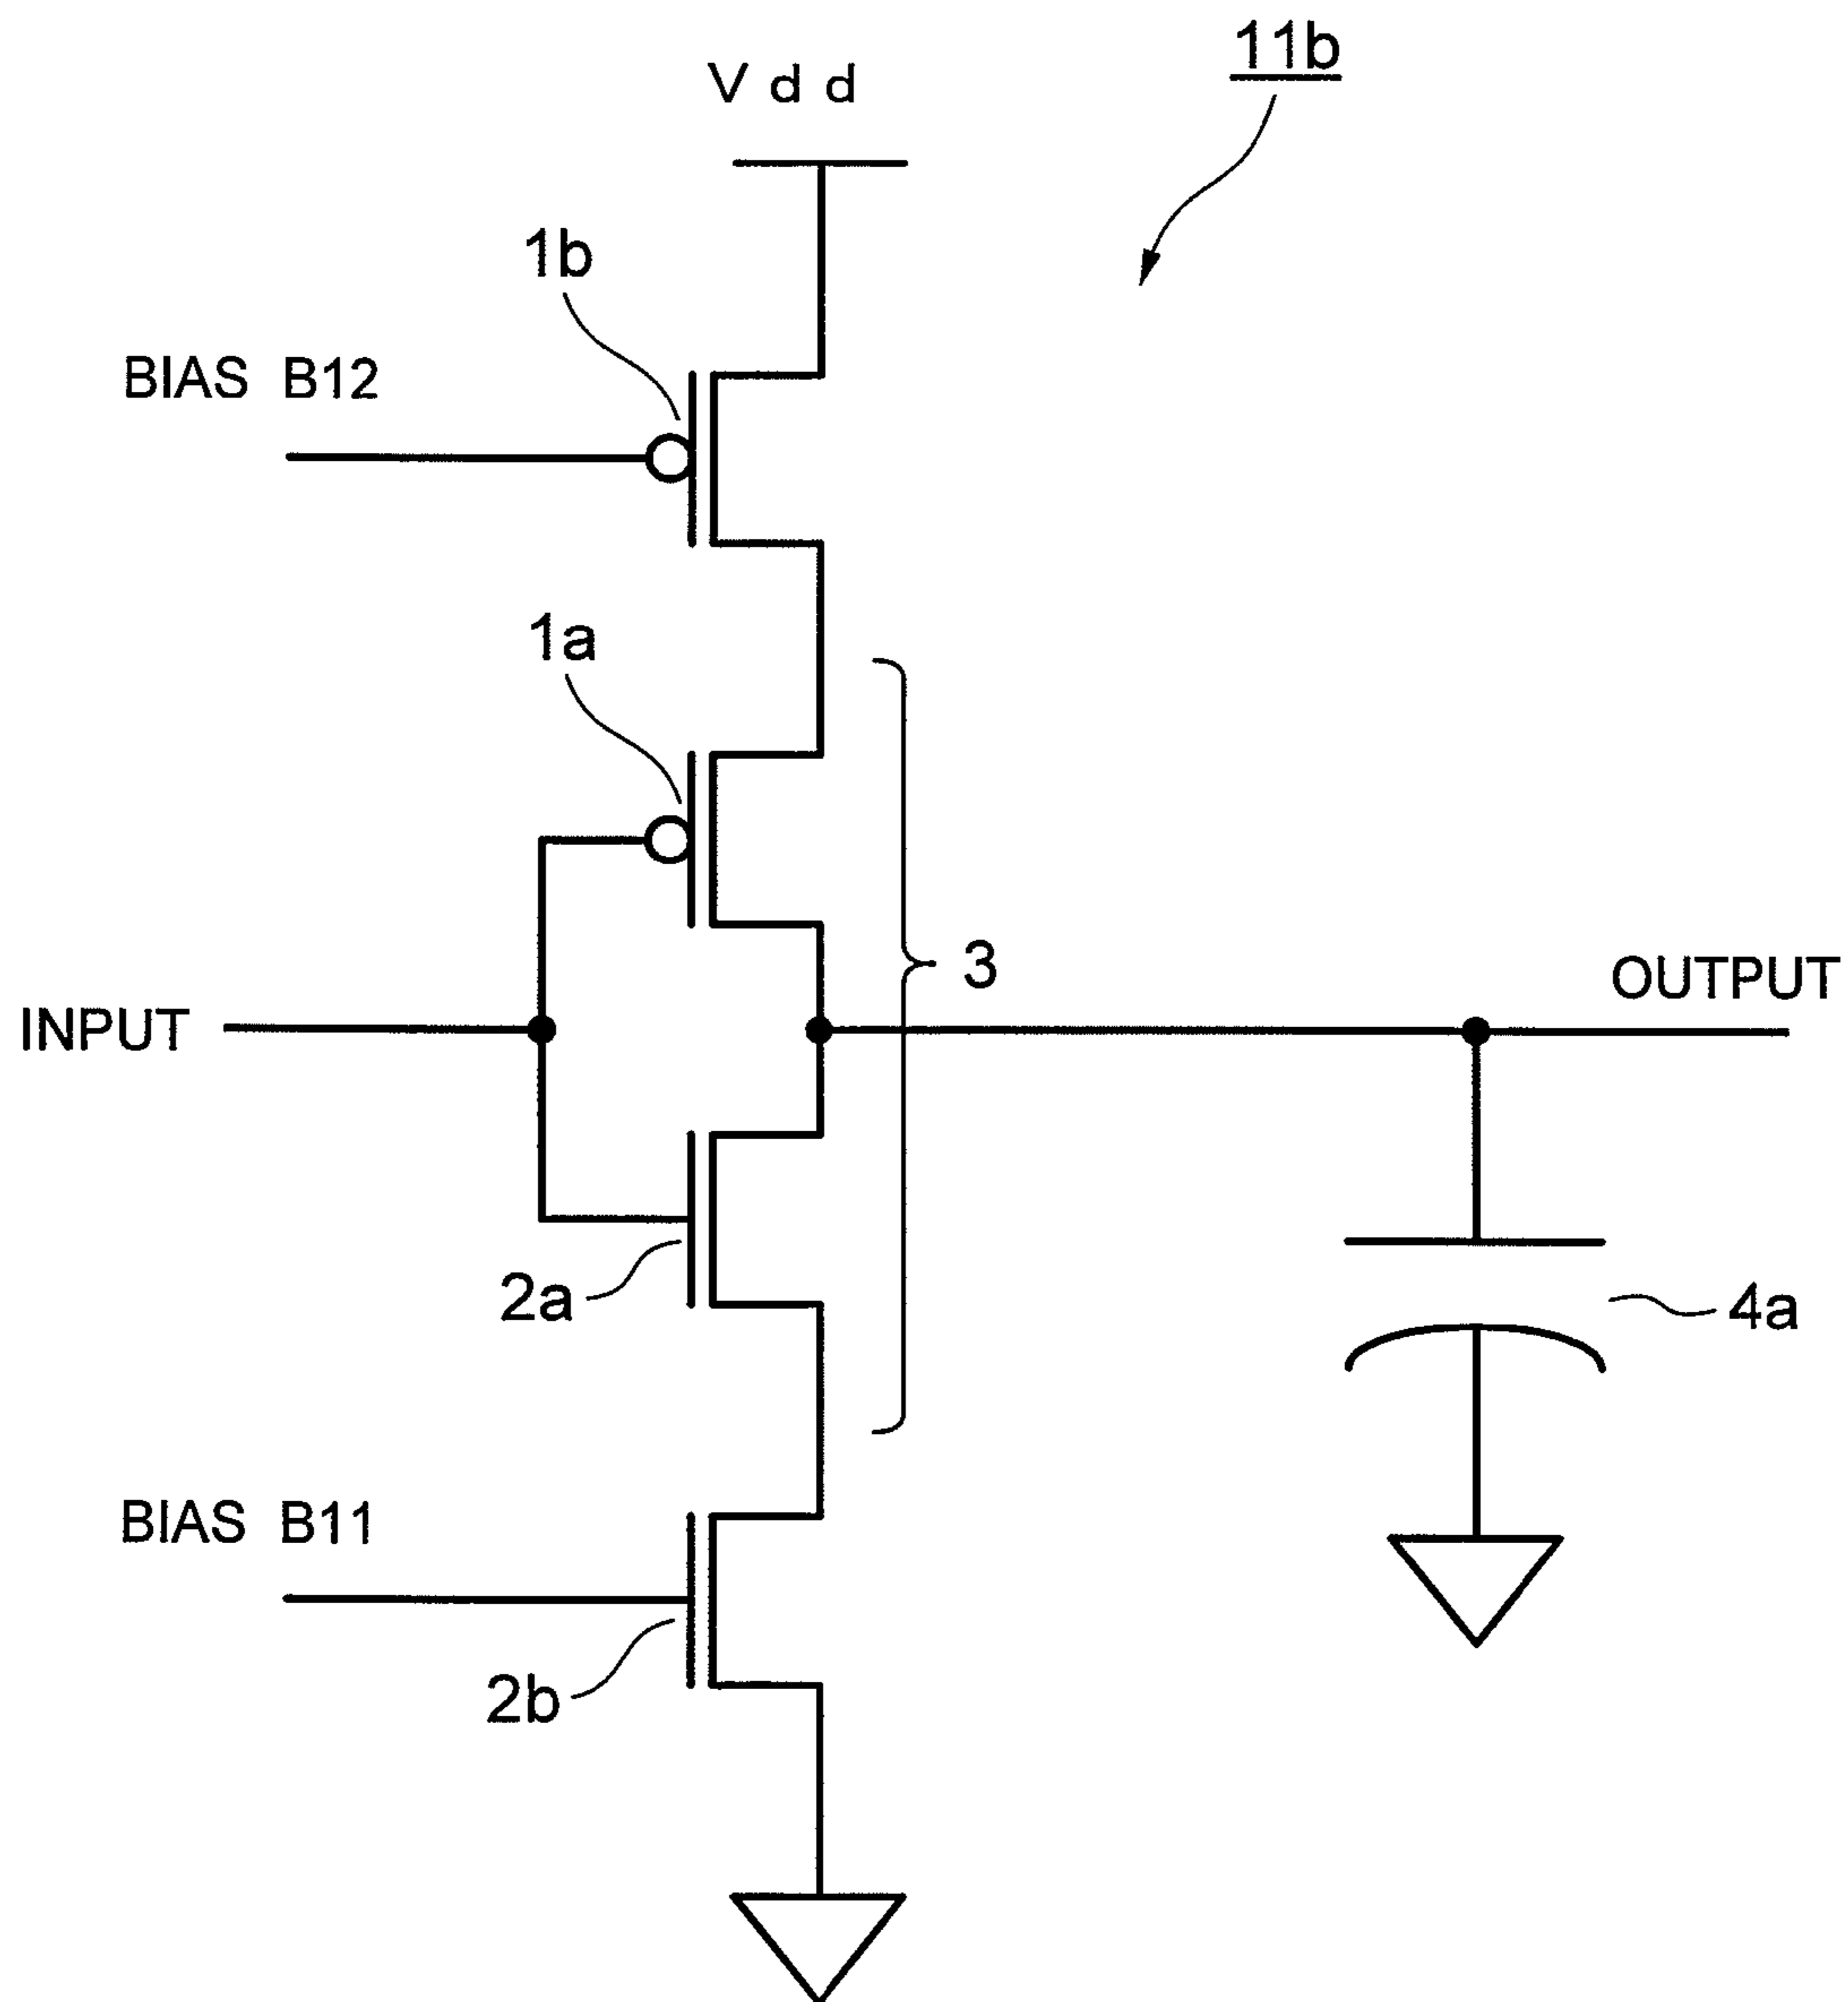 11b
V d d
1b
BIAS B12
1a
3
OUTPUT
INPUT
2a
4a
BIAS B11
2b